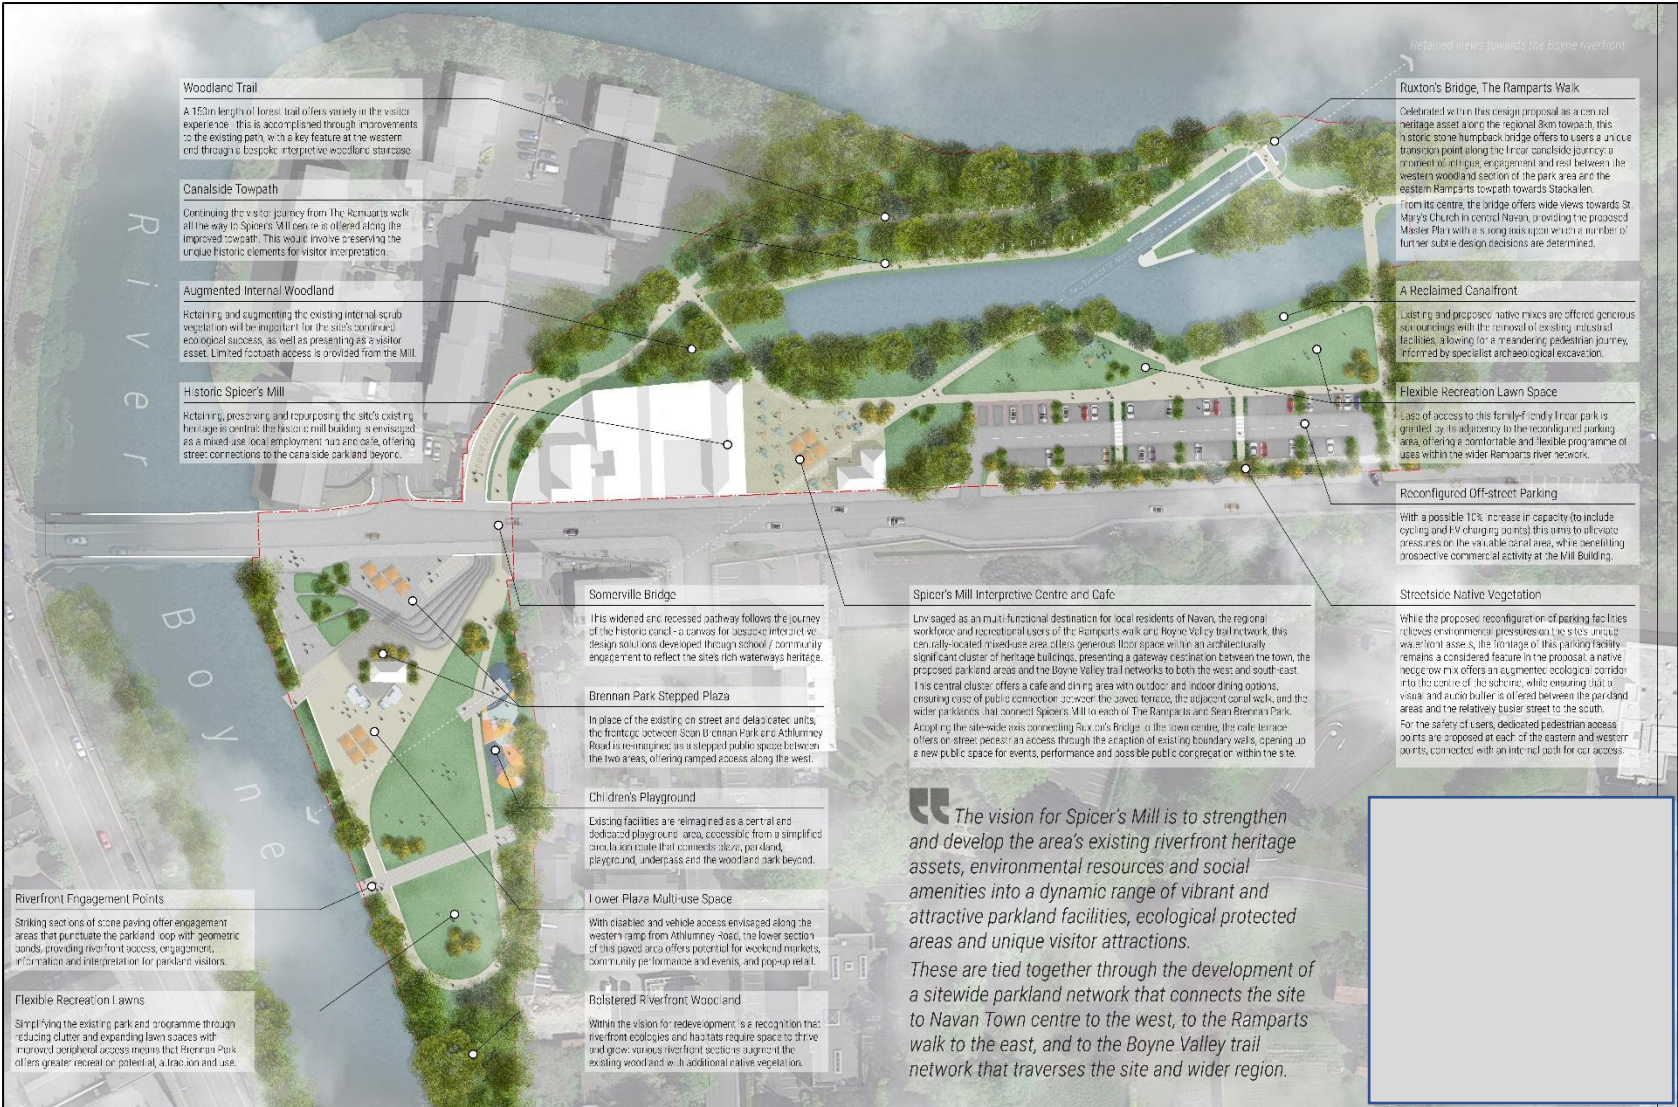 Retained views towards the Boyne riverfront
Woodland Trail
A 150m length of forest trail offers variety in the visitor
experience - this is accomplished through improvements
to the existing path, with a key feature at the western
end through a bespoke interpretive woodland staircase
Canalside Towpath
Continuing the visitor journey from The Ramparts walk
all the way to Spicer's Mill centre is offered along the
improved towpath. This would involve preserving the
unqiue historic elements for visitor interpretation.
Augmented Internal Woodland
Retaining and augmenting the existing internal scrub
vegetation will be important for the site's continued
ecological success, as well as presenting as a visitor
asset. Limited footpath access is provided from the Mill.
Historic Spicer's Mill
Retaining, preserving and repurposing the site's existing
heritage is central: the historic mill building is envisaged
as a mixed-use local employment hub and cafe, offering
street connections to the canalside parkland beyond.
River
Boyne
Ruxton's Bridge, The Ramparts Walk
Celebrated within this design proposal as a central
heritage asset along the regional 8km towpath, this
historic stone humpback bridge offers to users a unique
transition point along the linear canalside journey: a
moment of intrigue, engagement and rest between the
western woodland section of the park area and the
eastern Ramparts towpath towards Stackallen.
From its centre, the bridge offers wide views towards St.
Mary's Church in central Navan, providing the proposed
Master Plan with a strong axis upon which a number of
further subtle design decisions are determined.
A Reclaimed Canalfront
Existing and proposed native mixes are offered generous
surroundings with the removal of existing industrial
facilities, allowing for a meandering pedestrian journey,
informed by specialist archaeological excavation.
Flexible Recreation Lawn Space
Ease of access to this family-friendly linear park is
granted by its adjacency to the reconfigured parking
area, offering a comfortable and flexible programme of
uses within the wider Ramparts river network.
Reconfigured Off-street Parking
With a possible 10% increase in capacity (to include
cycling and EV charging points) this aims to alleviate
pressures on the valuable canal area, while benefitting
prospective commercial activity at the Mill Building.
Streetside Native Vegetation
While the proposed reconfiguration of parking facilities
relieves environmental pressures on the site's unique
waterfront assets, the frontage of this parking facility
remains a considered feature in the proposal: a native
hedgerow mix offers an augmented ecological corridor
into the centre of the scheme, while ensuring that a
visual and audio buffer is offered between the parkland
areas and the relatively busier street to the south.
For the safety of users, dedicated pedestrian access
points are proposed at each of the eastern and western
points, connected with an internal path for car access.
Somerville Bridge
This widened and recessed pathway follows the journey
of the historic canal - a canvas for bespoke interpretive
design solutions developed through school / community
engagement to reflect the site's rich waterways heritage.
Brennan Park Stepped Plaza
In place of the existing on street and delapidated units,
the frontage between Sean Brennan Park and Athlumney
Road is re-imagined as a stepped public space between
the two areas, offering ramped access along the west.
Children's Playground
Existing facilities are reimagined as a central and
dedicated playground area, accessible from a simplified
circulation route that connects plaza, parkland,
playground, underpass and the woodland park beyond.
Lower Plaza Multi-use Space
With disabled and vehicle access envisaged along the
western ramp from Athlumney Road, the lower section
of this paved area offers potential for weekend markets,
community performance and events, and pop-up retail.
Bolstered Riverfront Woodland
Within the vision for redevelopment is a recognition that
riverfront ecologies and habitats require space to thrive
and grow: various riverfront sections augment the
existing woodland with additional native vegetation.
Spicer's Mill Interpretive Centre and Cafe
Envisaged as an multi-functional destination for local residents of Navan, the regional
workforce and recreational users of the Ramparts walk and Boyne Valley trail network, this
centrally-located mixed-use area offers generous floor space within an architecturally
significant cluster of heritage buildings, presenting a gateway destination between the town, the
proposed parkland areas and the Boyne Valley trail networks to both the west and south-east.
This central cluster offers a cafe and dining area with outdoor and indoor dining options,
ensuring ease of public connection between the paved terrace, the adjacent canal walk, and the
wider parklands that connect Spicer's Mill to each of The Ramparts and Sean Brennan Park.
Adopting the site-wide axis connecting Ruxton's Bridge to the town centre, the cafe terrace
offers on-street pedestrian access through the adaption of existing boundary walls, opening up
a new public space for events, performance and possible public congregation within the site.
Riverfront Engagement Points
Striking sections of stone paving offer engagement
areas that punctuate the parkland loop with geometric
bands, providing riverfront access, engagement,
information and interpretation for parkland visitors.
Flexible Recreation Lawns
Simplifying the existing park and programme through
reducing clutter and expanding lawn spaces with
improved peripheral access means that Brennan Park
offers greater recreation potential, attraction and use.
The vision for Spicer's Mill is to strengthen
and develop the area's existing riverfront heritage
assets, environmental resources and social
amenities into a dynamic range of vibrant and
attractive parkland facilities, ecological protected
areas and unique visitor attractions.
These are tied together through the development of
a sitewide parkland network that connects the site
to Navan Town centre to the west, to the Ramparts
walk to the east, and to the Boyne Valley trail
network that traverses the site and wider region.